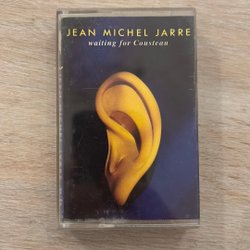 JEAN MICHEL JARRE
waiting for Cousteau